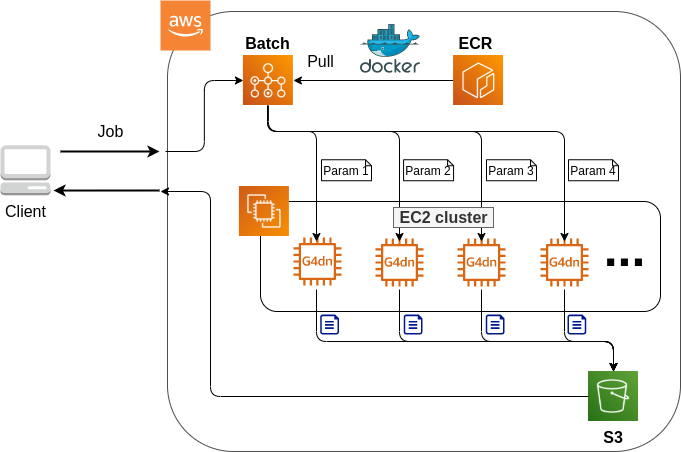 aws
Batch
docker
ECR
Pull
Job
Client
Param 1
Param 2
Param 3
Param 4
EC2 cluster
G4dn
G4dn
G4dn
G4dn
S3